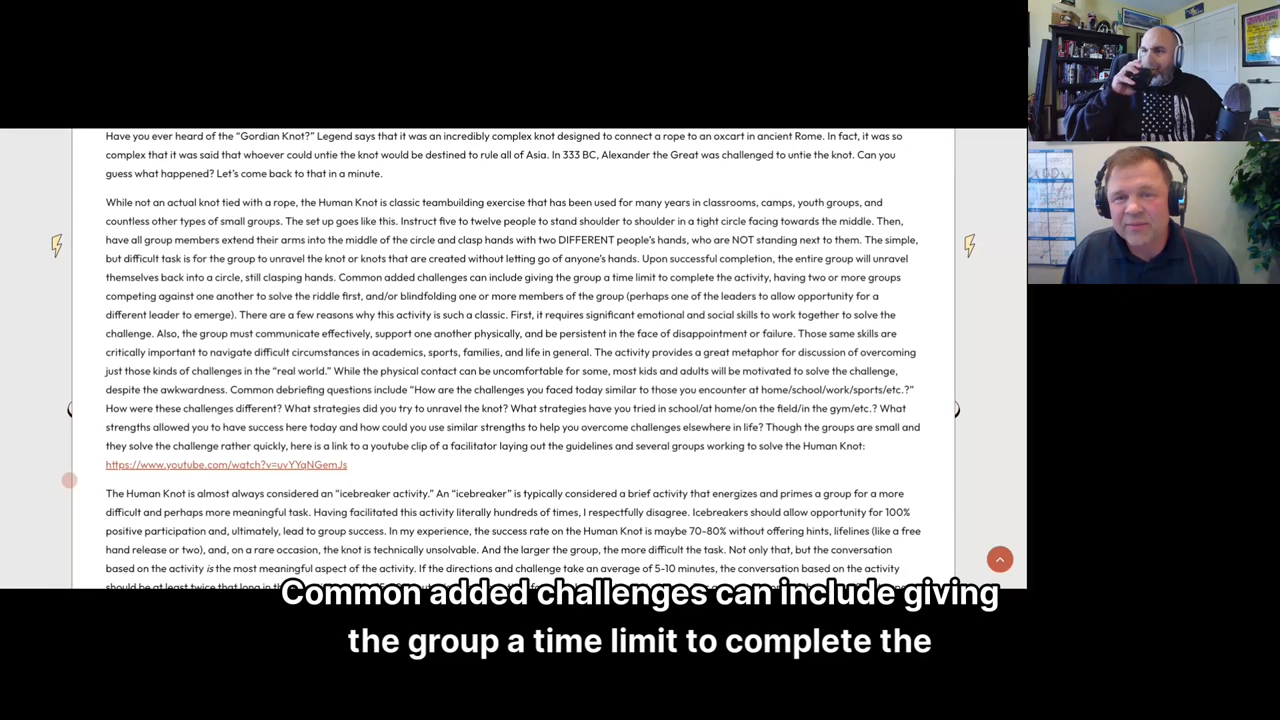 Have you ever heard of the “Gordian Knot?” Legend says that it was an incredibly complex knot designed to connect a rope to an oxcart in ancient Rome. In fact, it was so
complex that it was said that whoever could untie the knot would be destined to rule all of Asia. In 333 BC, Alexander the Great was challenged to untie the knot. Can you
guess what happened? Let’s come back to that in a minute.
While not an actual knot tied with a rope, the Human Knot is classic teambuilding exercise that has been used for many years in classrooms, camps, youth groups, and
countless other types of small groups. The set up goes like this. Instruct five to twelve people to stand shoulder to shoulder in a tight circle facing towards the middle. Then,
have all group members extend their arms into the middle of the circle and clasp hands with two DIFFERENT people’s hands, who are NOT standing next to them. The simple,
but difficult task is for the group to unravel the knot or knots that are created without letting go of anyone’s hands. Upon successful completion, the entire group will unravel
themselves back into a circle, still clasping hands. Common added challenges can include giving the group a time limit to complete the activity, having two or more groups
competing against one another to solve the riddle first, and/or blindfolding one or more members of the group (perhaps one of the leaders to allow opportunity for a
different leader to emerge). There are a few reasons why this activity is such a classic. First, it requires significant emotional and social skills to work together to solve the
challenge. Also, the group must communicate effectively, support one another physically, and be persistent in the face of disappointment or failure. Those same skills are
critically important to navigate difficult circumstances in academics, sports, families, and life in general. The activity provides a great metaphor for discussion of overcoming
just those kinds of challenges in the “real world.” While the physical contact can be uncomfortable for some, most kids and adults will be motivated to solve the challenge,
despite the awkwardness. Common debriefing questions include “How are the challenges you faced today similar to those you encounter at home/school/work/sports/etc.?”
How were these challenges different? What strategies did you try to unravel the knot? What strategies have you tried in school/at home/on the field/in the gym/etc.? What
strengths allowed you to have success here today and how could you use similar strengths to help you overcome challenges elsewhere in life? Though the groups are small and
they solve the challenge rather quickly, here is a link to a youtube clip of a facilitator laying out the guidelines and several groups working to solve the Human Knot:
https://www.youtube.com/watch?v=uvYYqNGemJs
The Human Knot is almost always considered an “icebreaker activity.” An “icebreaker” is typically considered a brief activity that energizes and primes a group for a more
difficult and perhaps more meaningful task. Having facilitated this activity literally hundreds of times, I respectfully disagree. Icebreakers should allow opportunity for 100%
positive participation and, ultimately, lead to group success. In my experience, the success rate on the Human Knot is maybe 70-80% without offering hints, lifelines (like a free
hand release or two), and, on a rare occasion, the knot is technically unsolvable. And the larger the group, the more difficult the task. Not only that, but the conversation
based on the activity is the most meaningful aspect of the activity. If the directions and challenge take an average of 5-10 minutes, the conversation based on the activity
should be at least twice that long in the
Common added challenges can include giving
the group a time limit to complete the